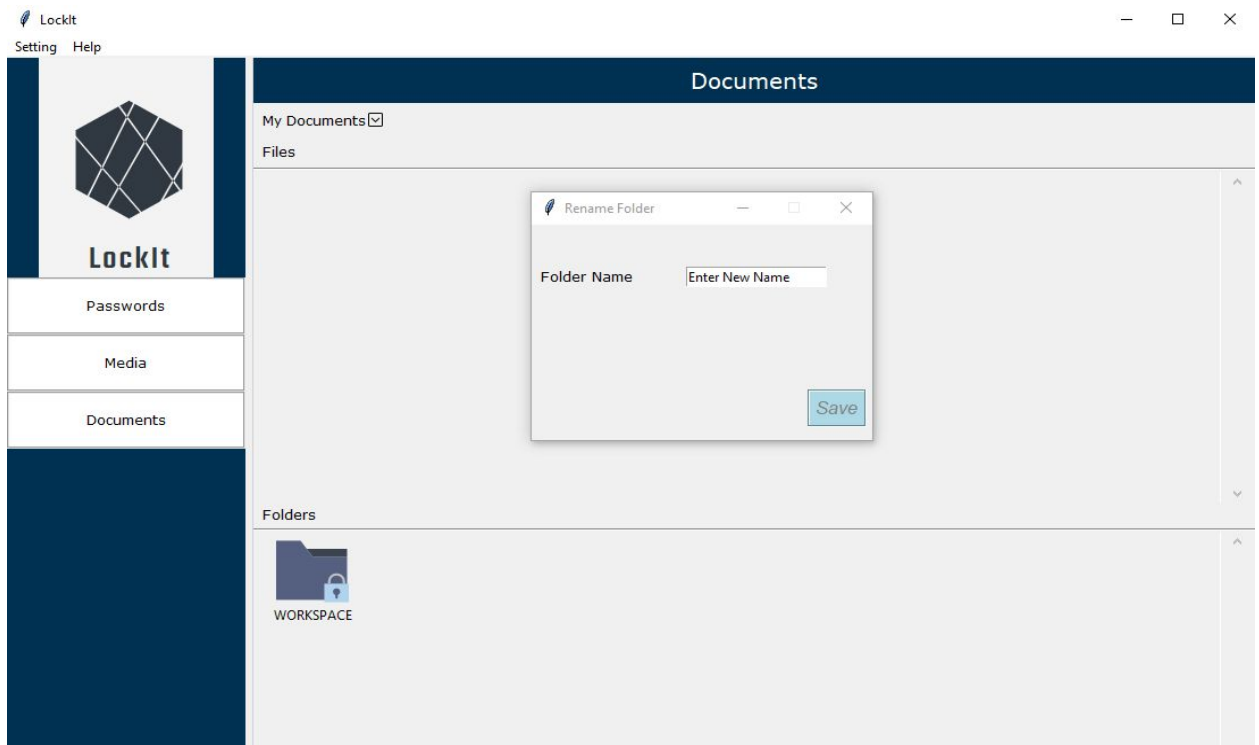 LockIt
Setting Help
Documents
LockIt
My Documents
Files
Passwords
Media
Documents
Rename Folder
Folder Name Enter New Name
Save
Folders
WORKSPACE